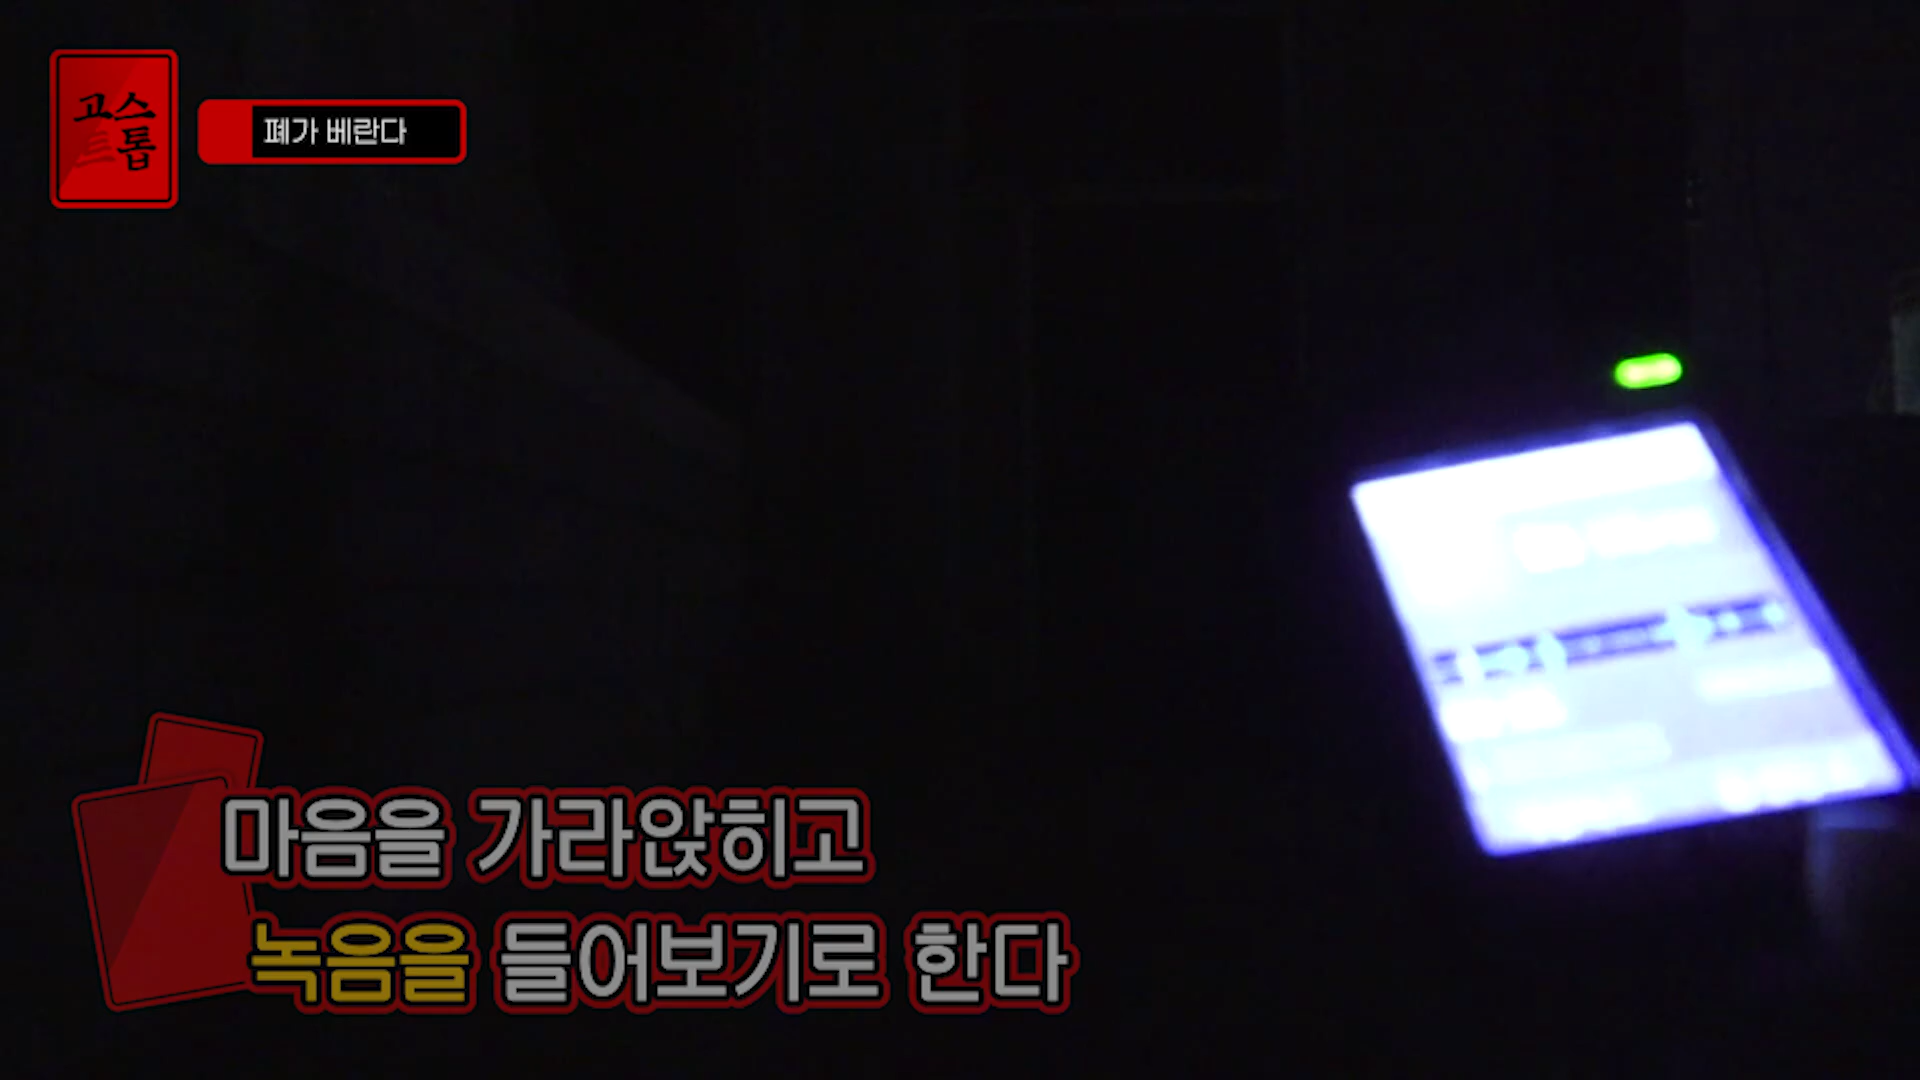 고스
트톱
폐가 베란다
마음을 가라앉히고
녹음을 들어보기로 한다